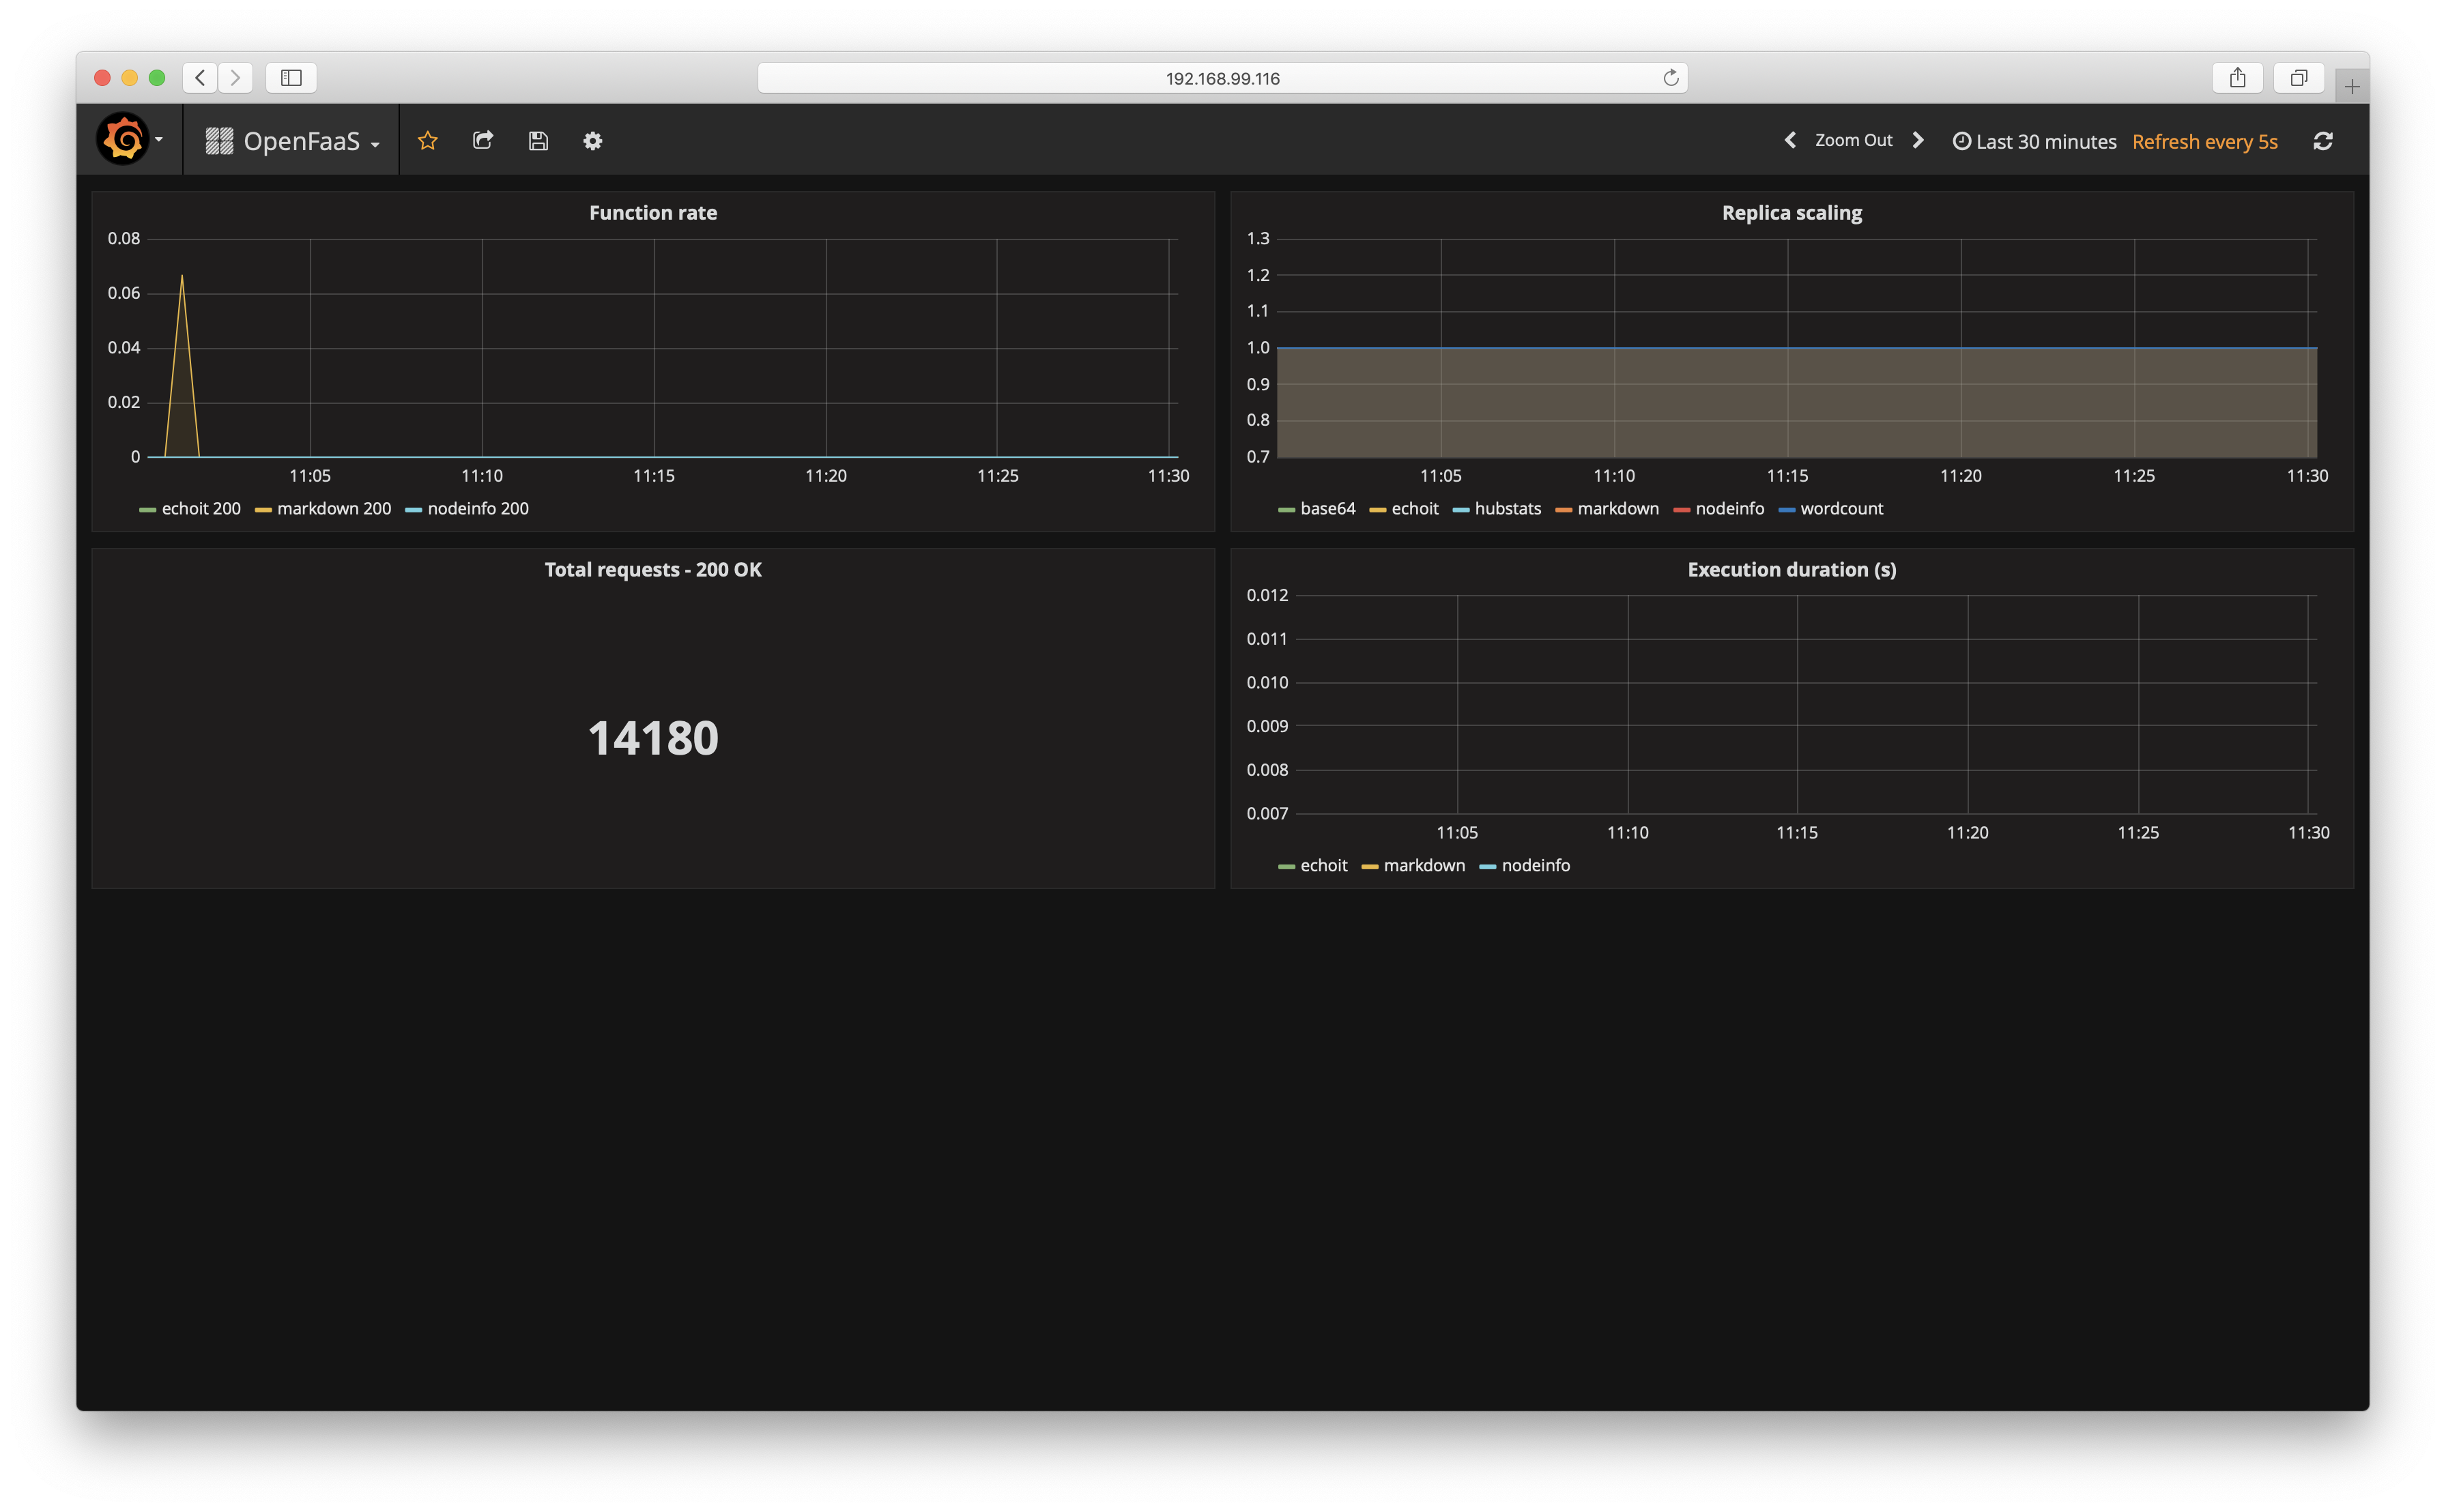 192.168.99.116
OpenFaaS
Zoom Out
Last 30 minutes
Refresh every 5s
Function rate
0.08
0.06
0.04
0.02
0
11:05 11:10 11:15 11:20 11:25 11:30
echoit 200 markdown 200 nodeinfo 200
Replica scaling
1.3
1.2
1.1
1.0
0.9
0.8
0.7
11:05 11:10 11:15 11:20 11:25 11:30
base64 echoit hubstats markdown nodeinfo wordcount
Total requests - 200 OK
14180
Execution duration (s)
0.012
0.011
0.010
0.009
0.008
0.007
11:05 11:10 11:15 11:20 11:25 11:30
echoit markdown nodeinfo